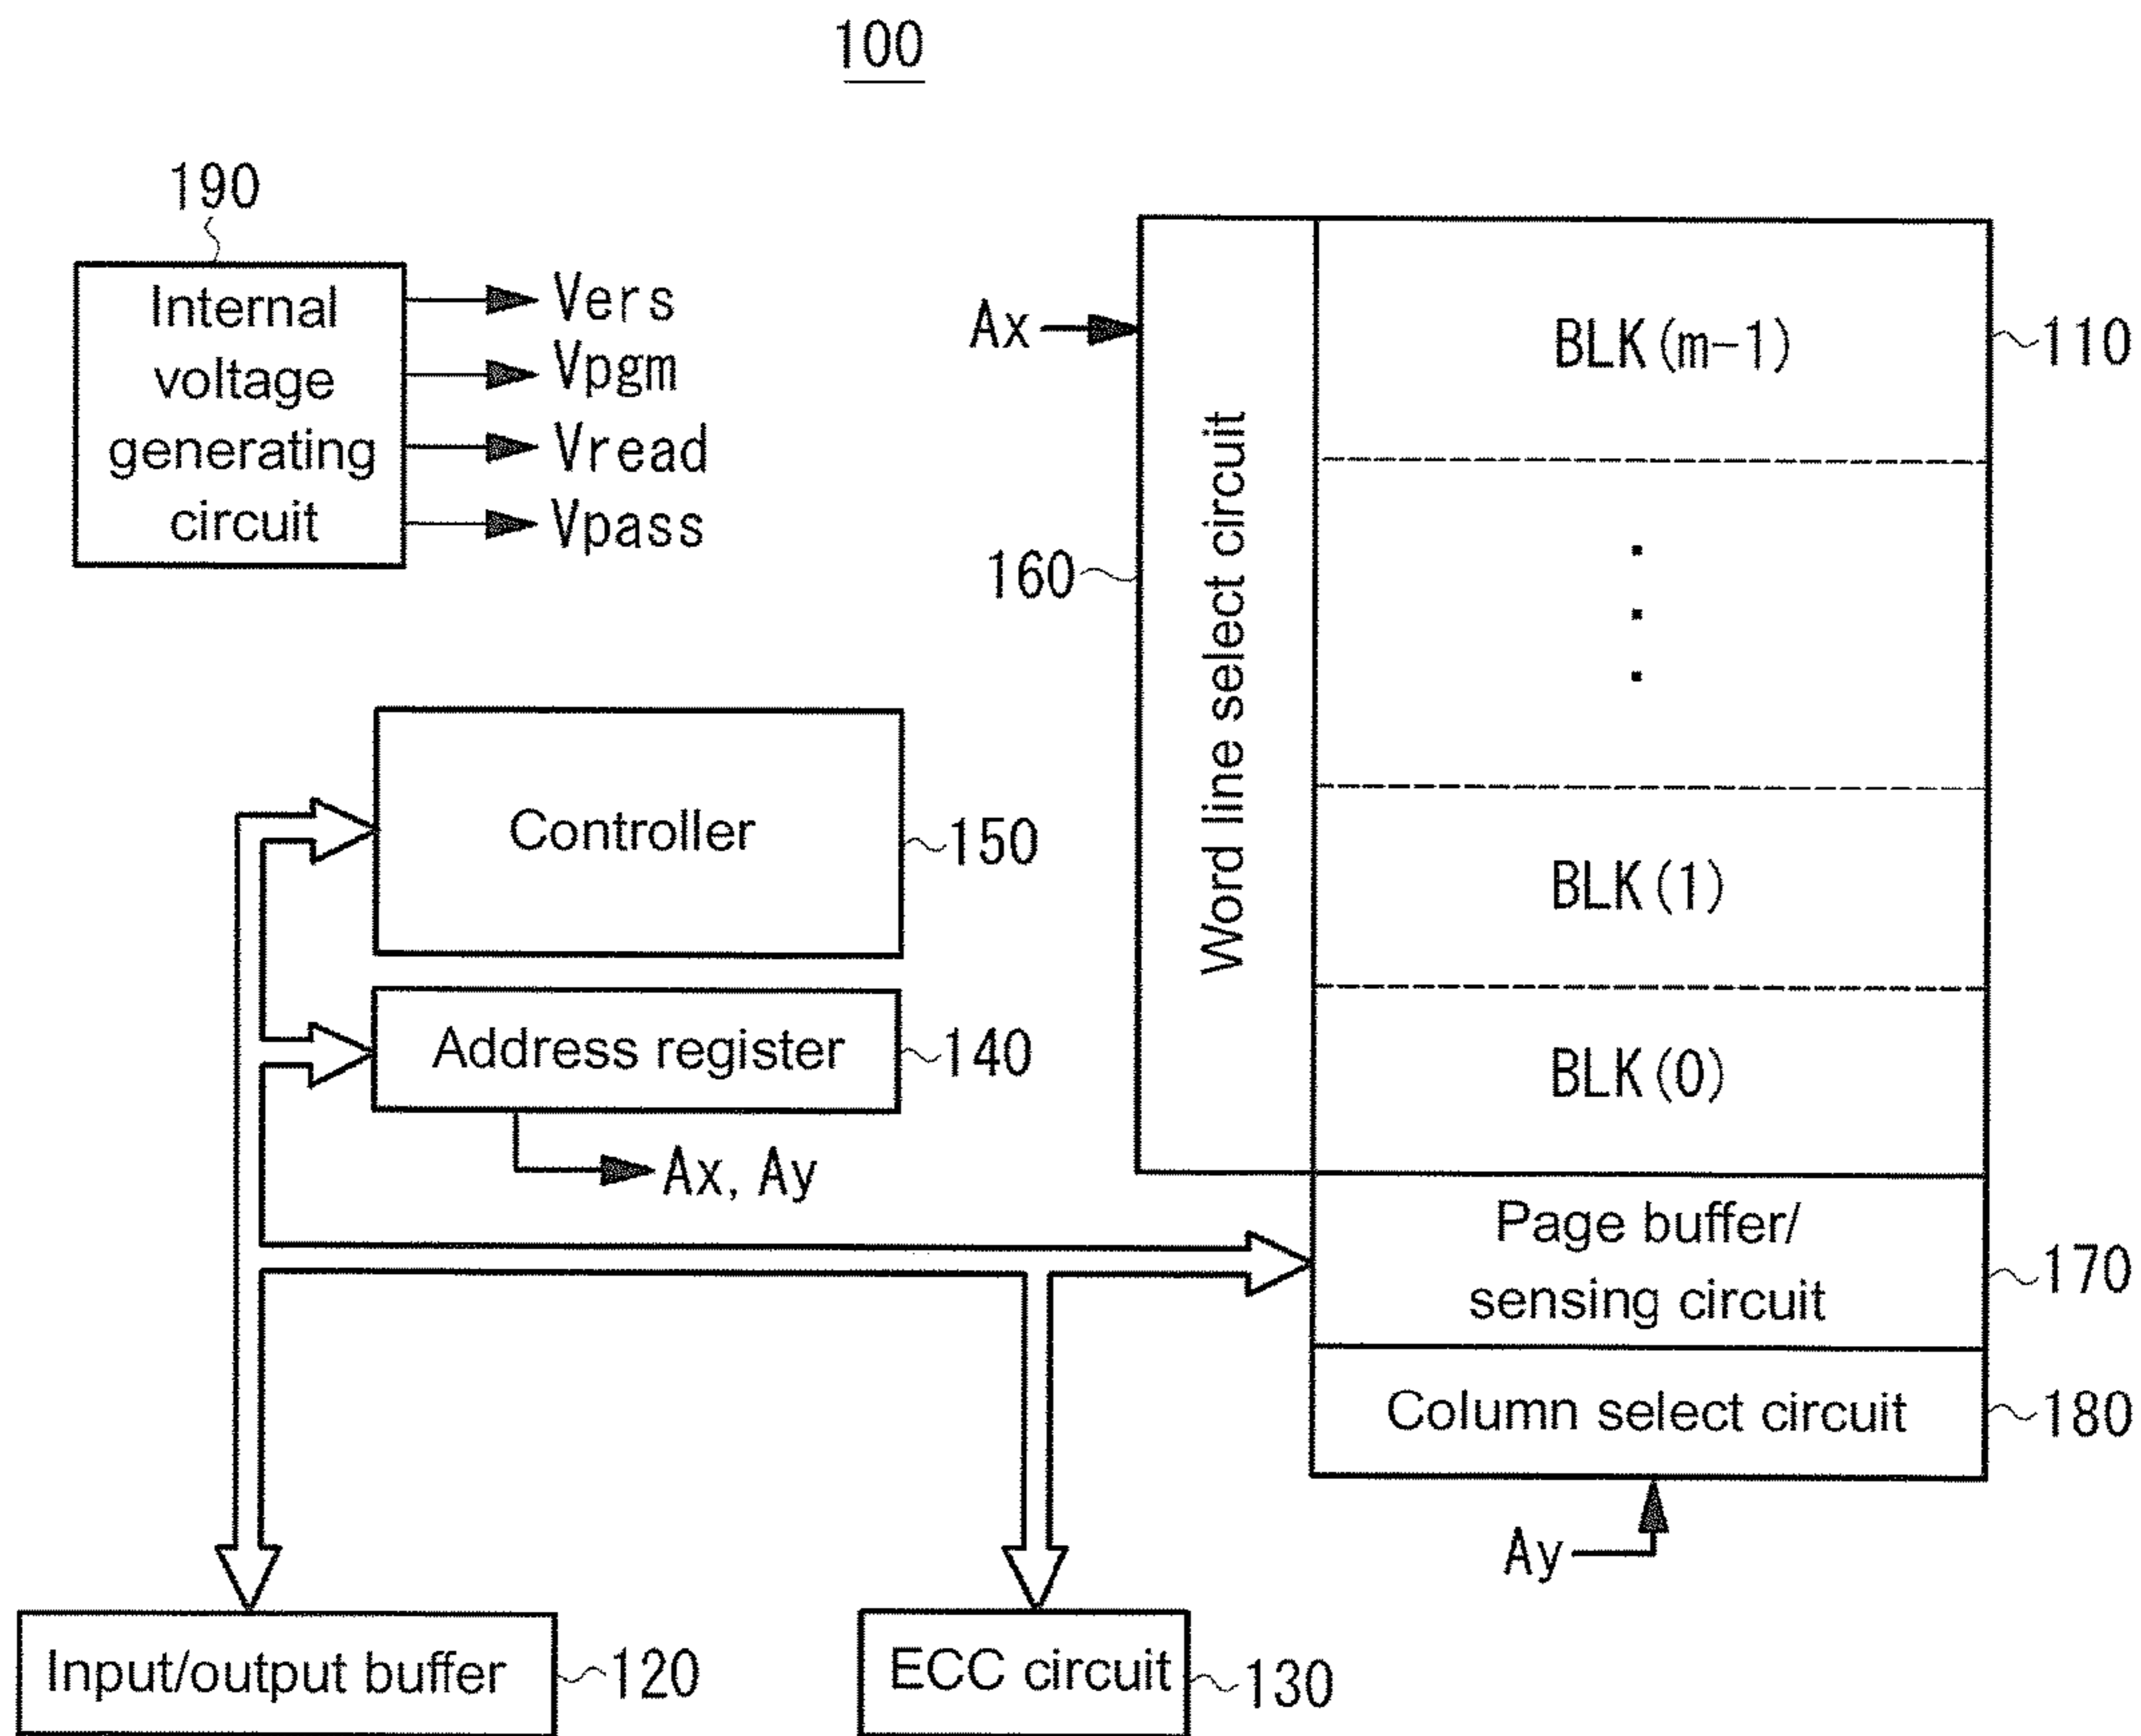 100
190
Internal
voltage
generating
circuit
Vers
Vpgm
Vread
Vpass
Ax
160
Word line select circuit
BLK(m-1)
110
.
.
.
BLK(1)
BLK(0)
Controller
150
Address register
140
Ax, Ay
Page buffer/
sensing circuit
170
Column select circuit
180
Ay
Input/output buffer
120
ECC circuit
130